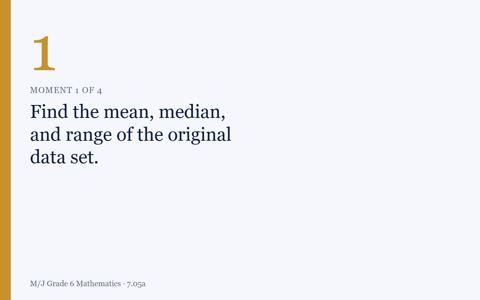 1
MOMENT 1 OF 4
Find the mean, median,
and range of the original
data set.
M/J Grade 6 Mathematics · 7.05a